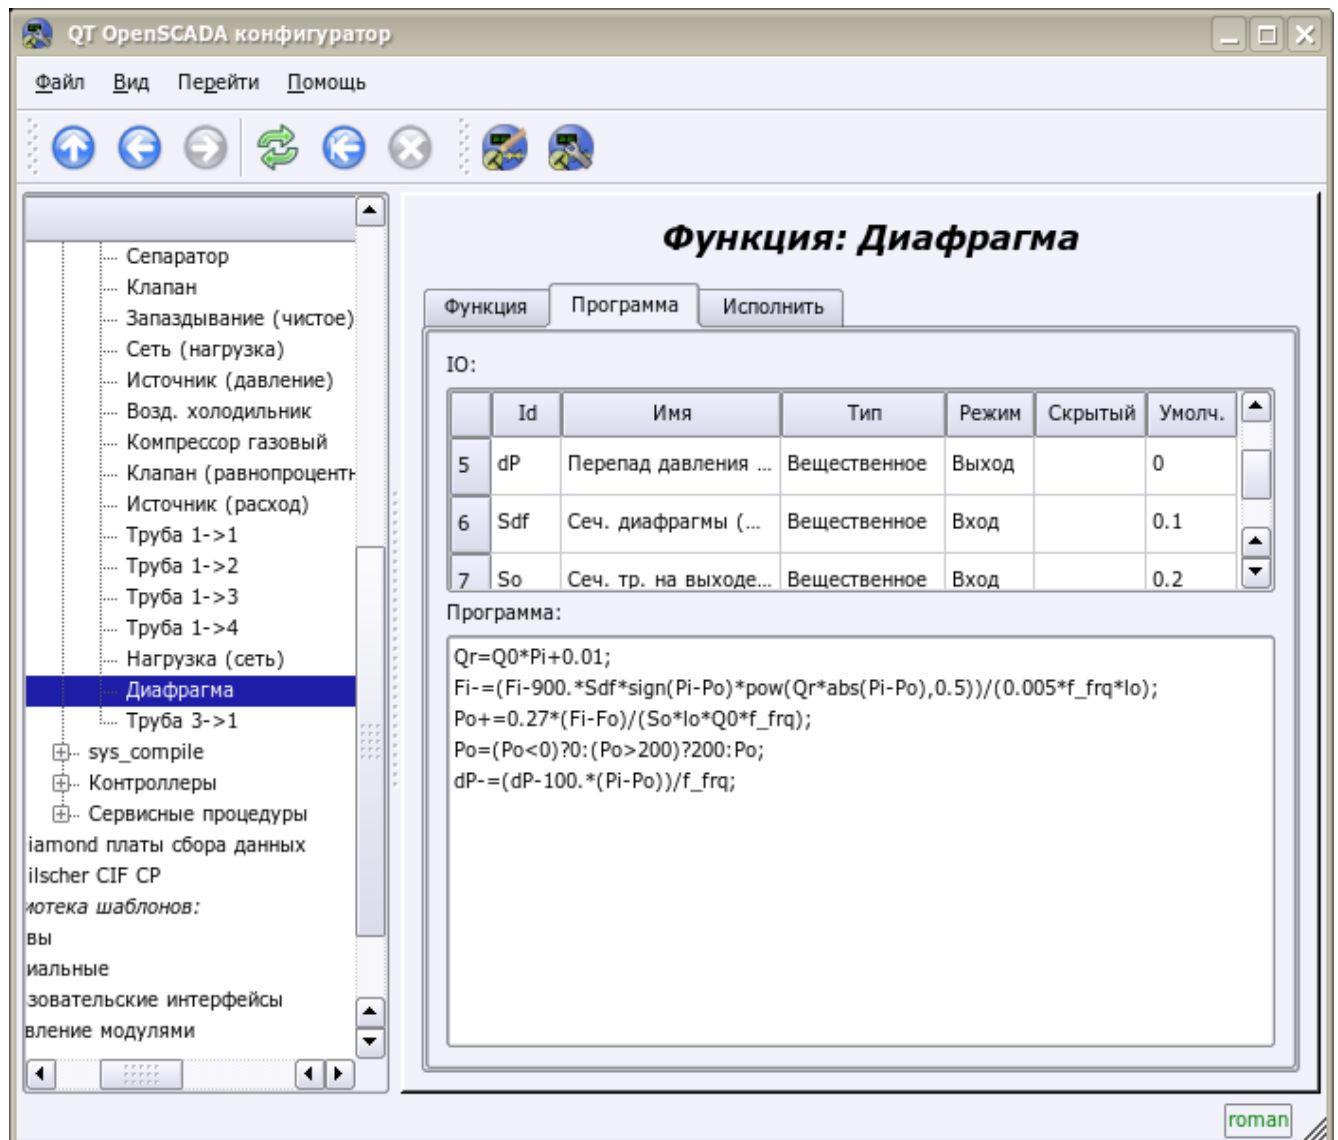 QT OpenSCADA конфигуратор
Файл Вид Перейти Помощь
Сепаратор
Клапан
Запаздывание (чистое)
Сеть (нагрузка)
Источник (давление)
Возд. холодильник
Компрессор газовый
Клапан (равнопроцентн
Источник (расход)
Труба 1->1
Труба 1->2
Труба 1->3
Труба 1->4
Нагрузка (сеть)
Диафрагма
Труба 3->1
sys_compile
Контроллеры
Сервисные процедуры
iamond платы сбора данных
ilscher CIF CP
иотека шаблонов:
вы
иальные
зовательские интерфейсы
вление модулями
Функция: Диафрагма
Функция Программа Исполнить
IO:
Id Имя Тип Режим Скрытый Умолч.
5 dP Перепад давления ... Вещественное Выход 0
6 Sdf Сеч. диафрагмы (... Вещественное Вход 0.1
7 So Сеч. тр. на выходе... Вещественное Вход 0.2
Программа:
Qr=Q0*Pi+0.01;
Fi-=(Fi-900.*Sdf*sign(Pi-Po)*pow(Qr*abs(Pi-Po),0.5))/(0.005*f_frq*lo);
Po+=0.27*(Fi-Fo)/(So*lo*Q0*f_frq);
Po=(Po<0)?0:(Po>200)?200:Po;
dP-=(dP-100.*(Pi-Po))/f_frq;
roman